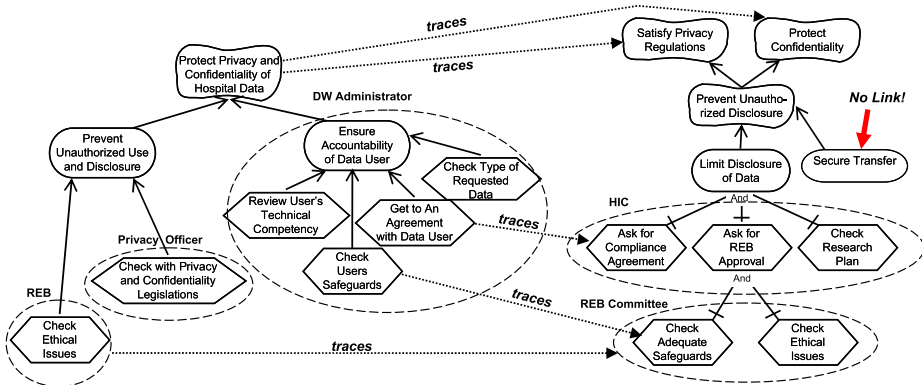 traces
Satisfy Privacy
Regulations
Protect
Confidentiality
traces
Protect Privacy and
Confidentiality of
Hospital Data
DW Administrator
Prevent Unautho-
rized Disclosure
No Link!
Prevent
Unauthorized Use
and Disclosure
Ensure
Accountability
of Data User
Check Type of
Requested
Data
Limit Disclosure
of Data
Secure Transfer
And
Review User's
Technical
Competency
Get to An
Agreement
with Data User
traces
HIC
Ask for
Compliance
Agreement
Ask for
REB
Approval
Check
Research
Plan
Privacy Officer
Check with Privacy
and Confidentiality
Legislations
Check
Users
Safeguards
And
REB
traces
REB Committee
Check
Ethical
Issues
traces
Check
Adequate
Safeguards
Check
Ethical
Issues